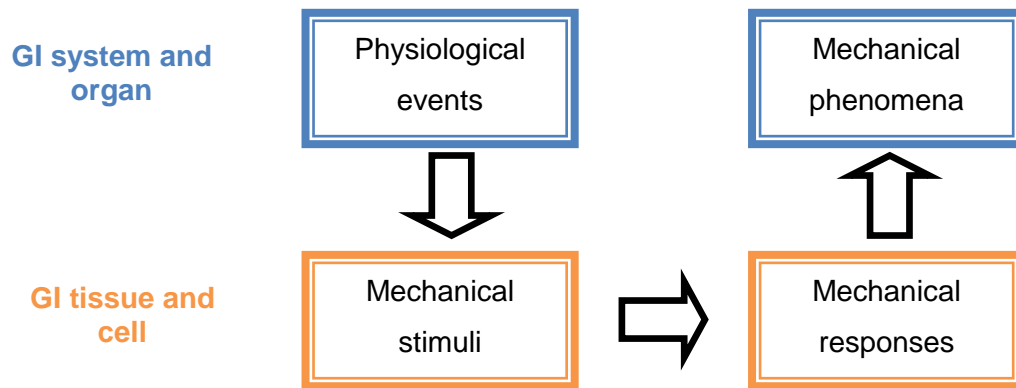 GI system and
organ
Physiological
events
Mechanical
phenomena
GI tissue and
cell
Mechanical
stimuli
Mechanical
responses